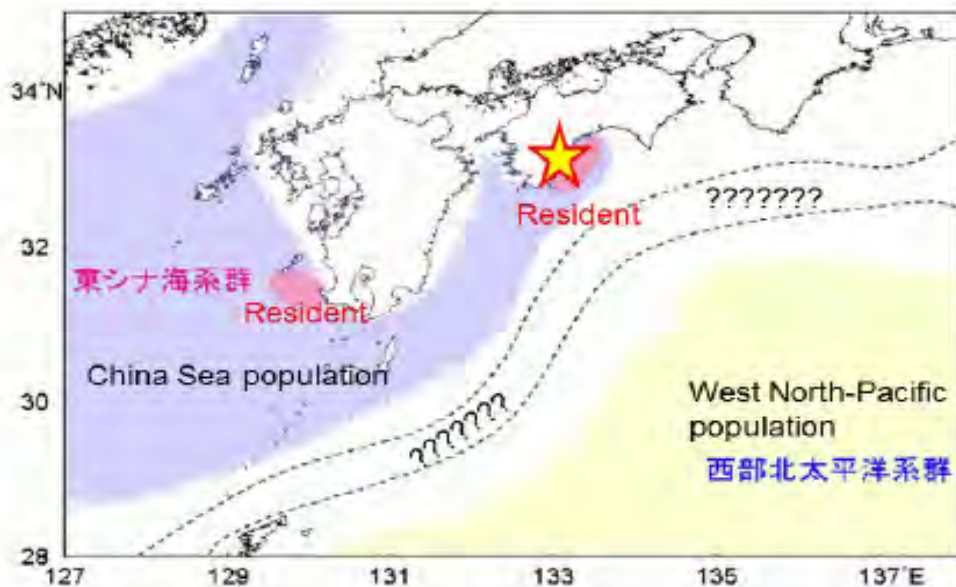 34°N
???????
Resident
32
東シナ海系群
Resident
China Sea population
30
???????
West North-Pacific
population
西部北太平洋系群
28
127
129
131
133
135
137°E